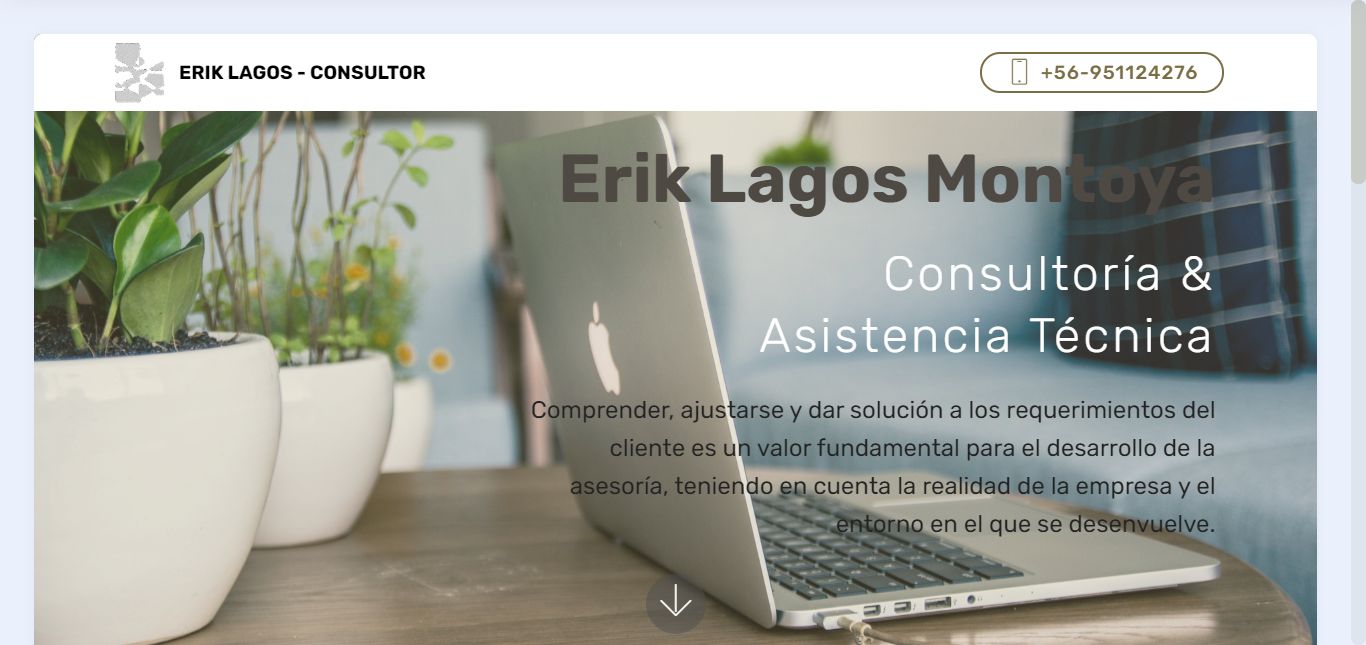 ERIK LAGOS - CONSULTOR
+56-951124276
Erik Lagos Montoya
Consultoría &
Asistencia Técnica
Comprender, ajustarse y dar solución a los requerimientos del
cliente es un valor fundamental para el desarrollo de la
asesoría, teniendo en cuenta la realidad de la empresa y el
entorno en el que se desenvuelve.